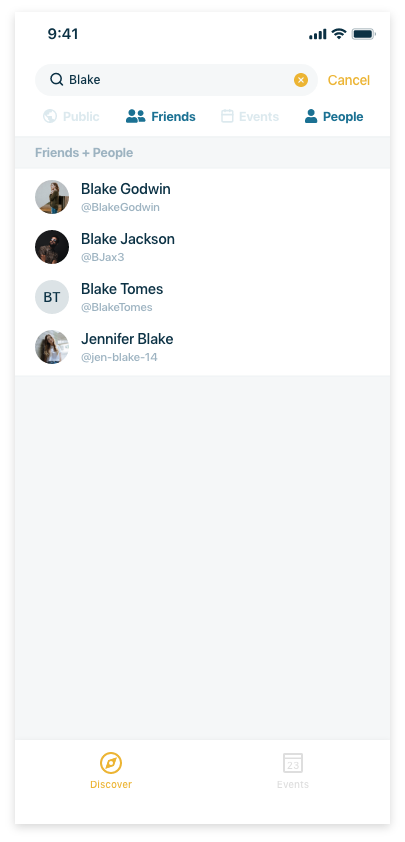 9:41
Blake Cancel
Public Friends Events People
Friends + People
Blake Godwin
@BlakeGodwin
Blake Jackson
@BJax3
BT Blake Tomes
@BlakeTomes
Jennifer Blake
@jen-blake-14
23
Discover Events